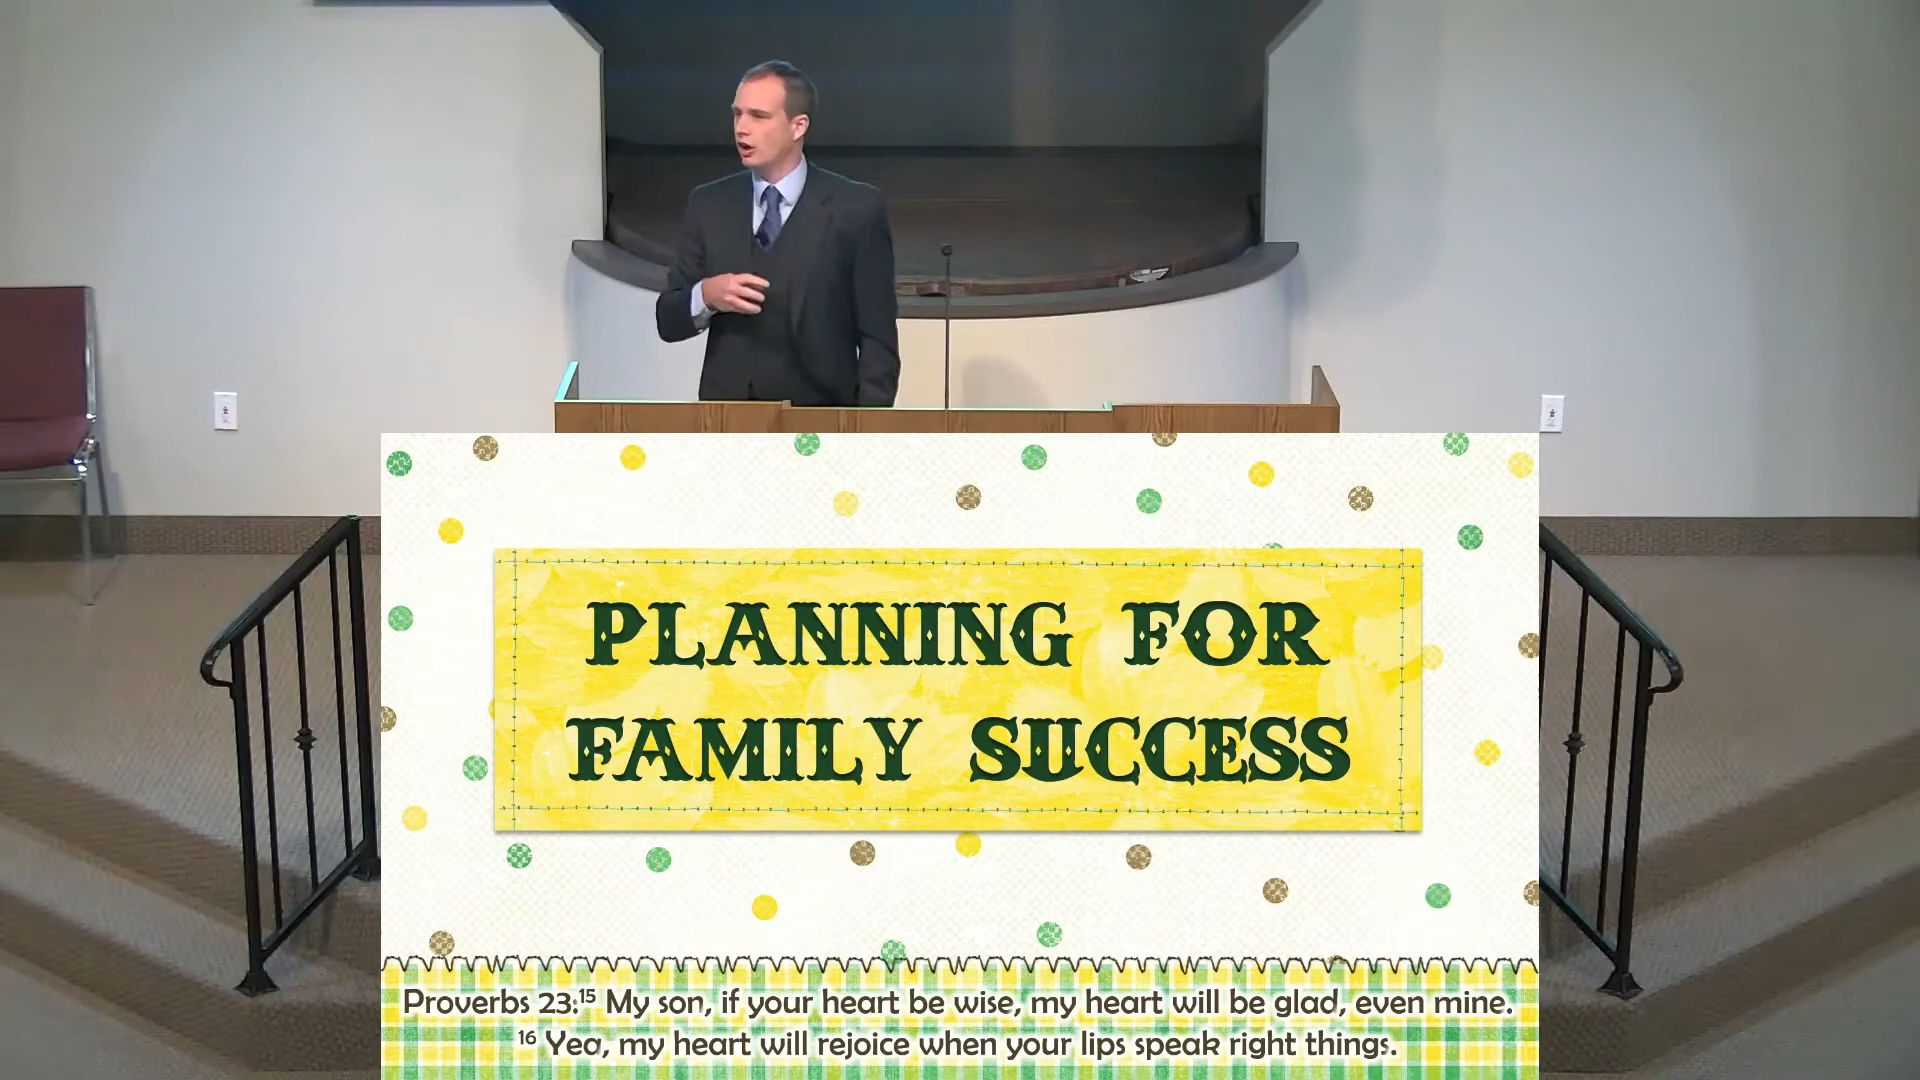 PLANNING FOR
FAMILY SUCCESS
Proverbs 23:15 My son, if your heart be wise, my heart will be glad, even mine.
16 Yea, my heart will rejoice when your lips speak right things.